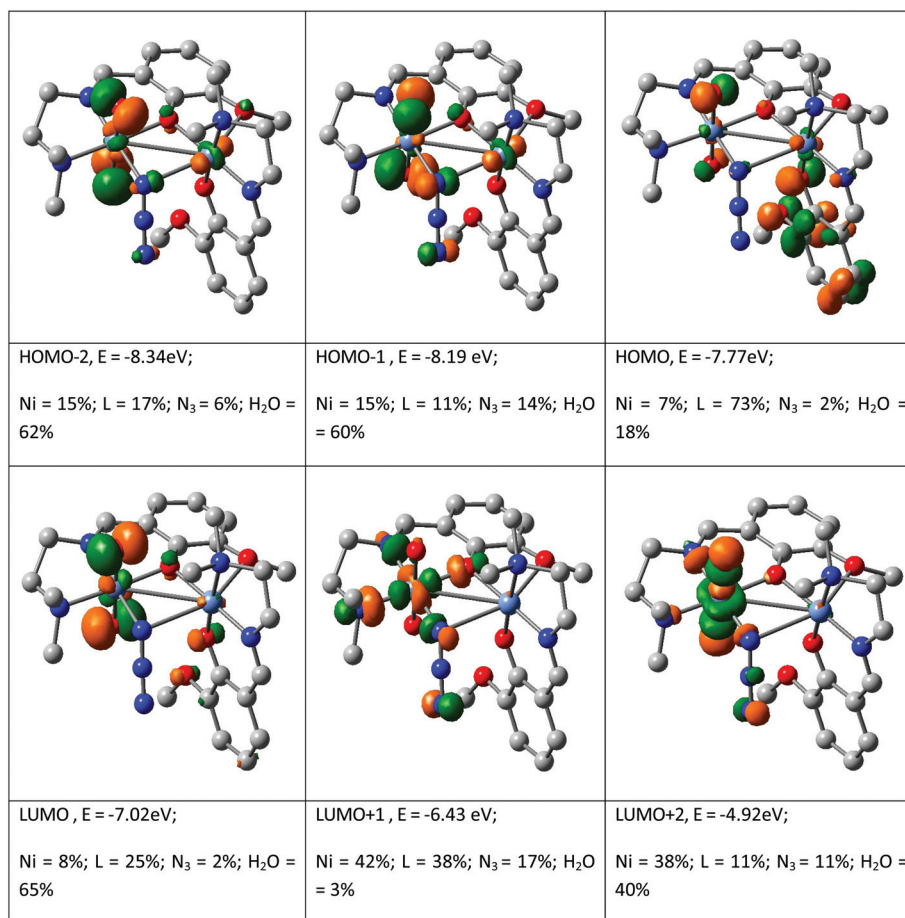 HOMO-2, E = -8.34eV;
Ni = 15%; L = 17%; N₃ = 6%; H₂O =
62%
HOMO-1 , E = -8.19 eV;
Ni = 15%; L = 11%; N₃ = 14%; H₂O
= 60%
HOMO, E = -7.77eV;
Ni = 7%; L = 73%; N₃ = 2%; H₂O =
18%
LUMO , E = -7.02eV;
Ni = 8%; L = 25%; N₃ = 2%; H₂O =
65%
LUMO+1 , E = -6.43 eV;
Ni = 42%; L = 38%; N₃ = 17%; H₂O
= 3%
LUMO+2, E = -4.92eV;
Ni = 38%; L = 11%; N₃ = 11%; H₂O =
40%